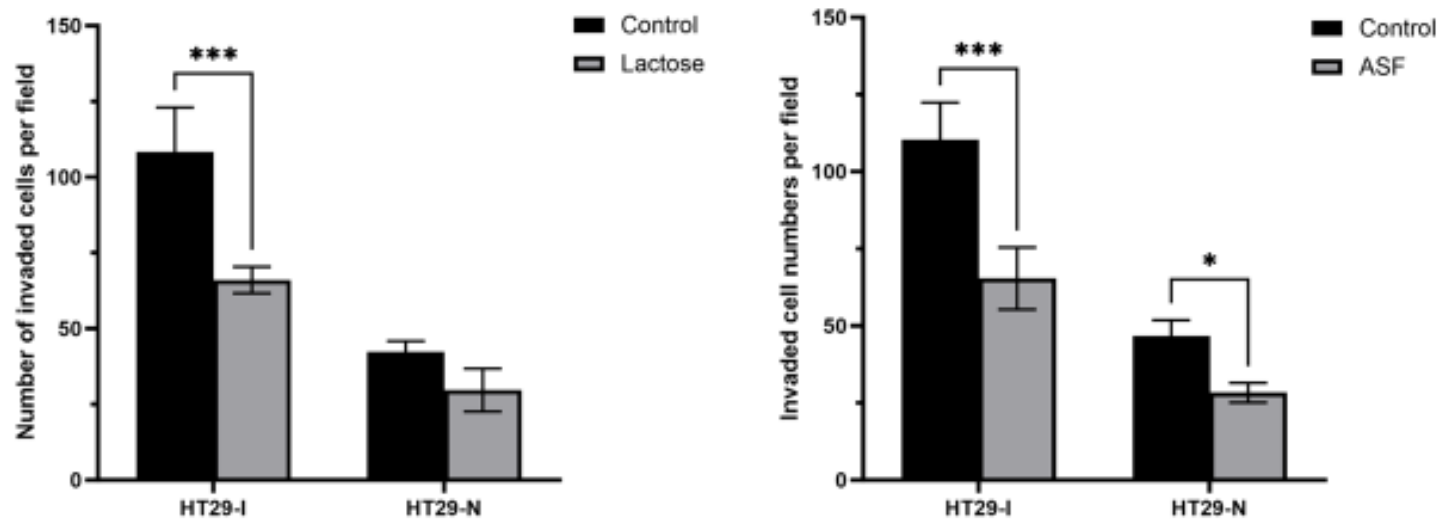 Number of invaded cells per field
150
100
50
0
***
Control
Lactose
HT29-I
HT29-N
Invaded cell numbers per field
150
100
50
0
***
*
Control
ASF
HT29-I
HT29-N